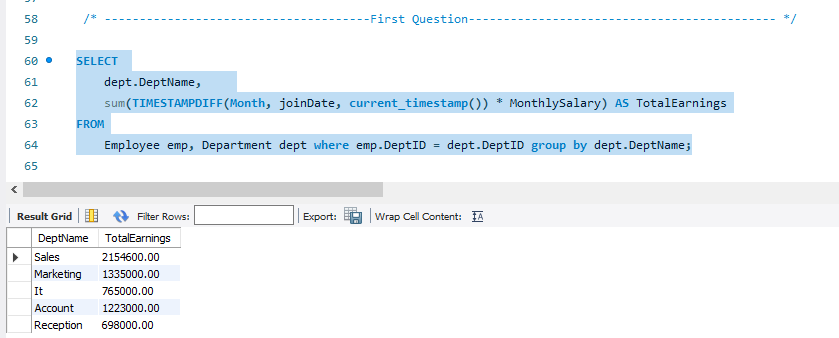 58 /* --------------------------------------First Question-------------------------------------------- */
59
60 SELECT
61 dept.DeptName,
62 sum(TIMESTAMPDIFF(Month, joinDate, current_timestamp()) * MonthlySalary) AS TotalEarnings
63 FROM
64 Employee emp, Department dept where emp.DeptID = dept.DeptID group by dept.DeptName;
65
Result Grid Filter Rows: Export: Wrap Cell Content: IA
DeptName TotalEarnings
Sales 2154600.00
Marketing 1335000.00
It 765000.00
Account 1223000.00
Reception 698000.00